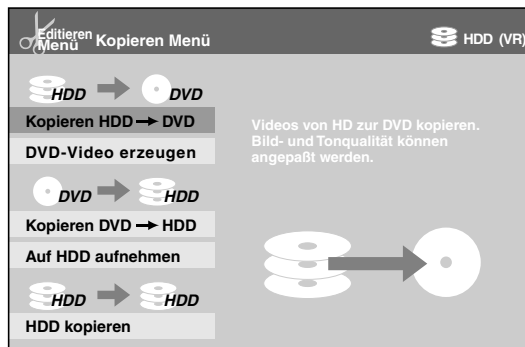 Editieren
Menü
Kopieren Menü
HDD (VR)
HDD
DVD
Kopieren HDD → DVD
DVD-Video erzeugen
DVD
HDD
Kopieren DVD → HDD
Auf HDD aufnehmen
HDD
HDD
HDD kopieren
Videos von HD zur DVD kopieren.
Bild- und Tonqualität können
angepaßt werden.